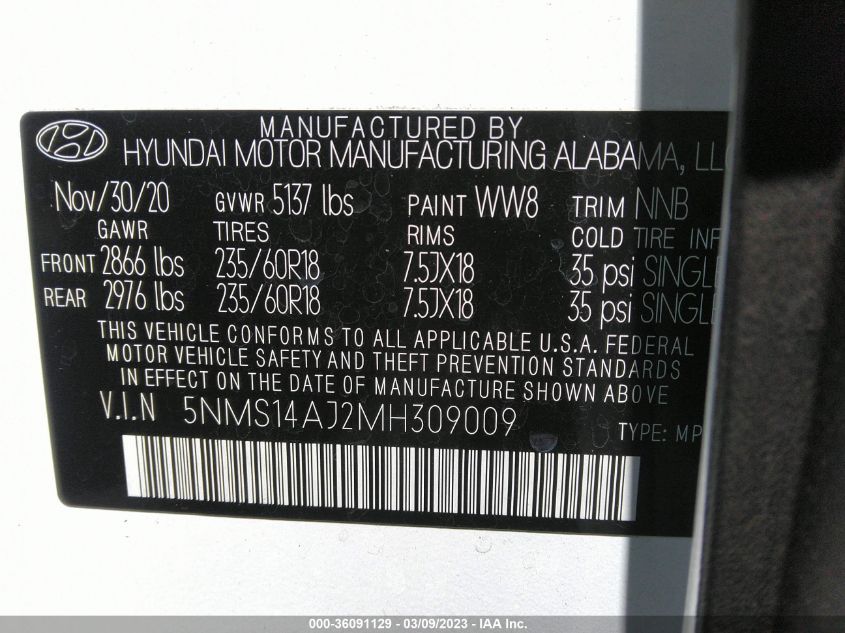 MANUFACTURED BY
HYUNDAI MOTOR MANUFACTURING ALABAMA, LLC
Nov/30/20 GVWR 5137 lbs PAINT WW8 TRIM NNB
GAWR TIRES RIMS COLD TIRE INF
FRONT 2866 lbs 235/60R18 7.5JX18 35 psi SINGLE
REAR 2976 lbs 235/60R18 7.5JX18 35 psi SINGLE
THIS VEHICLE CONFORMS TO ALL APPLICABLE U.S.A. FEDERAL
MOTOR VEHICLE SAFETY AND THEFT PREVENTION STANDARDS
IN EFFECT ON THE DATE OF MANUFACTURE SHOWN ABOVE
V.I.N 5NMS14AJ2MH309009 TYPE: MP
000-36091129 / 03/09/2023 - IAA Inc.